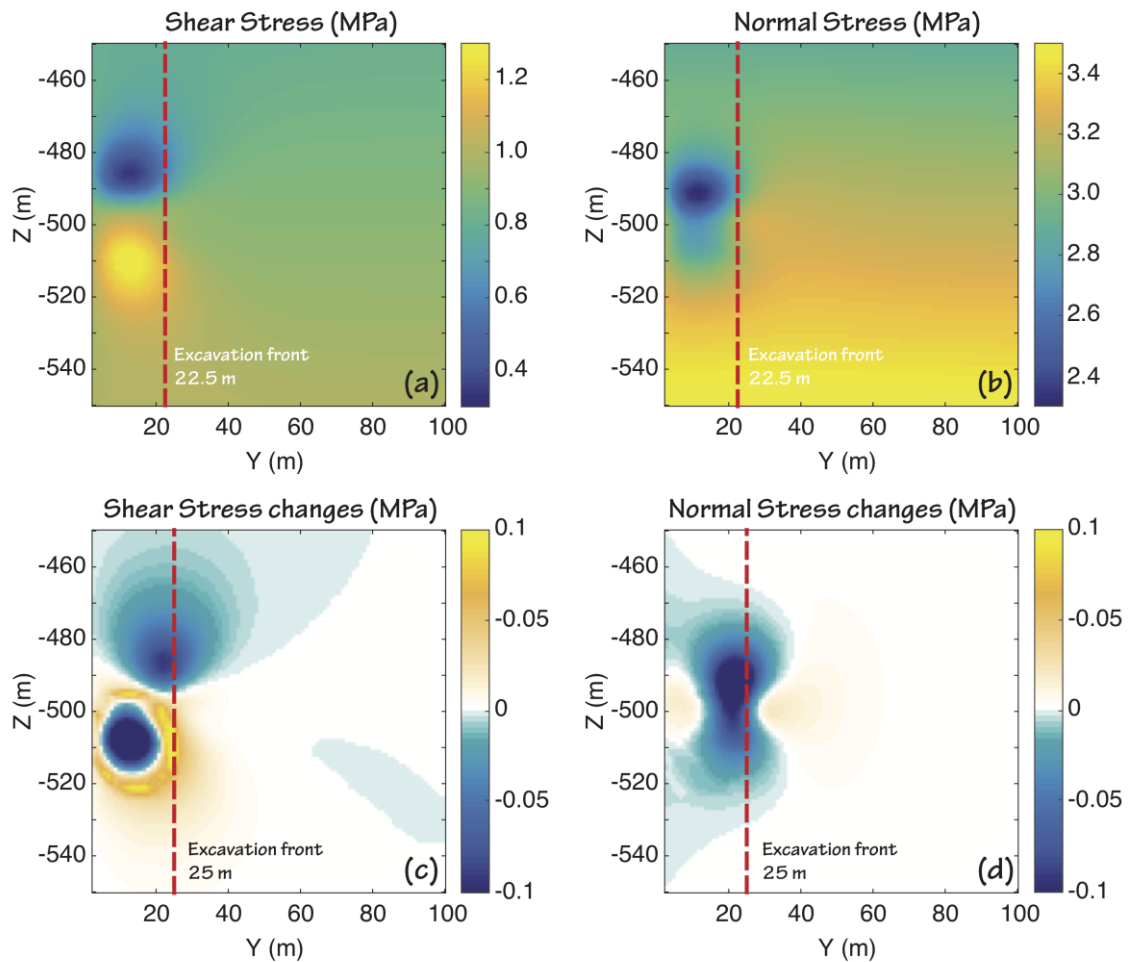 Shear Stress (MPa)
-460
-480
-500
-520
-540
Z (m)
20 40 60 80 100
Y (m)
1.2
1.0
0.8
0.6
0.4
Excavation front
22.5 m
(a)
Normal Stress (MPa)
-460
-480
-500
-520
-540
Z (m)
20 40 60 80 100
Y (m)
3.4
3.2
3.0
2.8
2.6
2.4
Excavation front
22.5 m
(b)
Shear Stress changes (MPa)
-460
-480
-500
-520
-540
Z (m)
20 40 60 80 100
Y (m)
0.1
-0.05
0
-0.05
-0.1
Excavation front
25 m
(c)
Normal Stress changes (MPa)
-460
-480
-500
-520
-540
Z (m)
20 40 60 80 100
Y (m)
0.1
-0.05
0
-0.05
-0.1
Excavation front
25 m
(d)